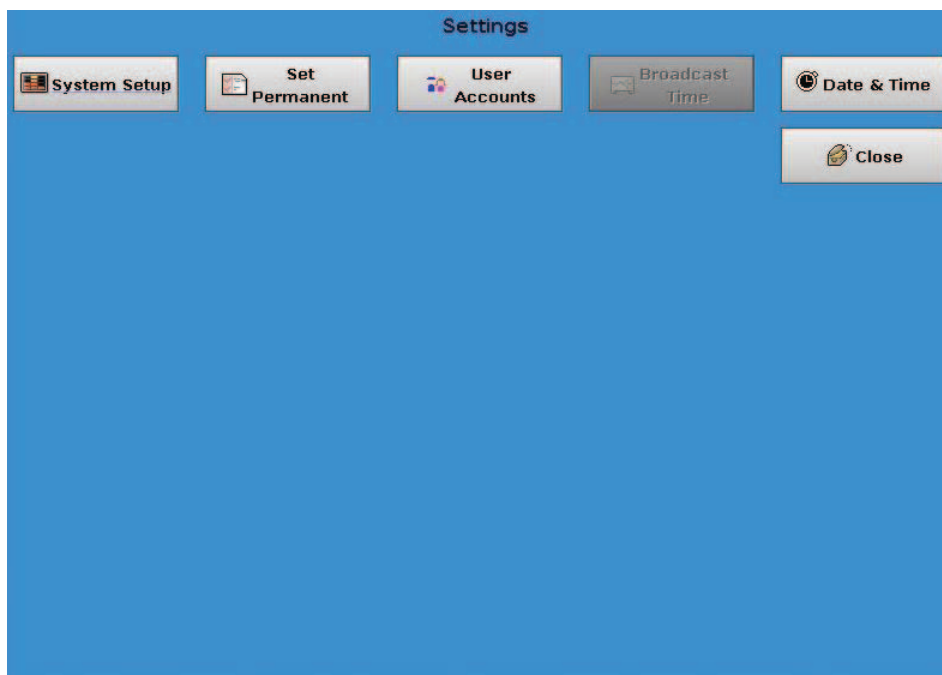 Settings
System Setup
Set
Permanent
User
Accounts
Broadcast
Time
Date & Time
Close